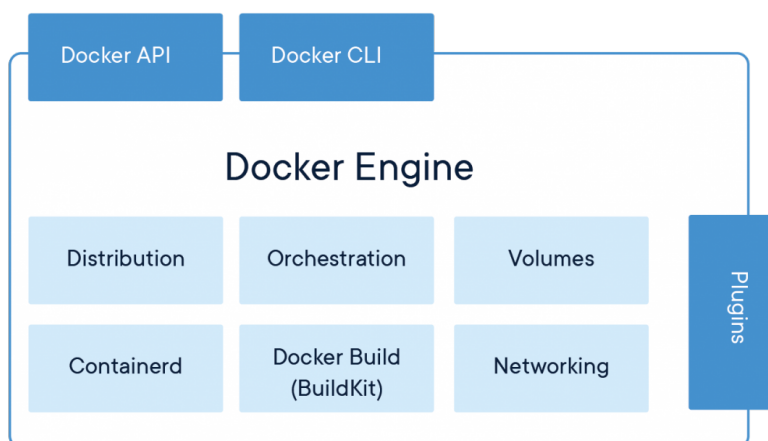 Docker API
Docker CLI
Docker Engine
Distribution
Orchestration
Volumes
Containerd
Docker Build
(BuildKit)
Networking
Plugins